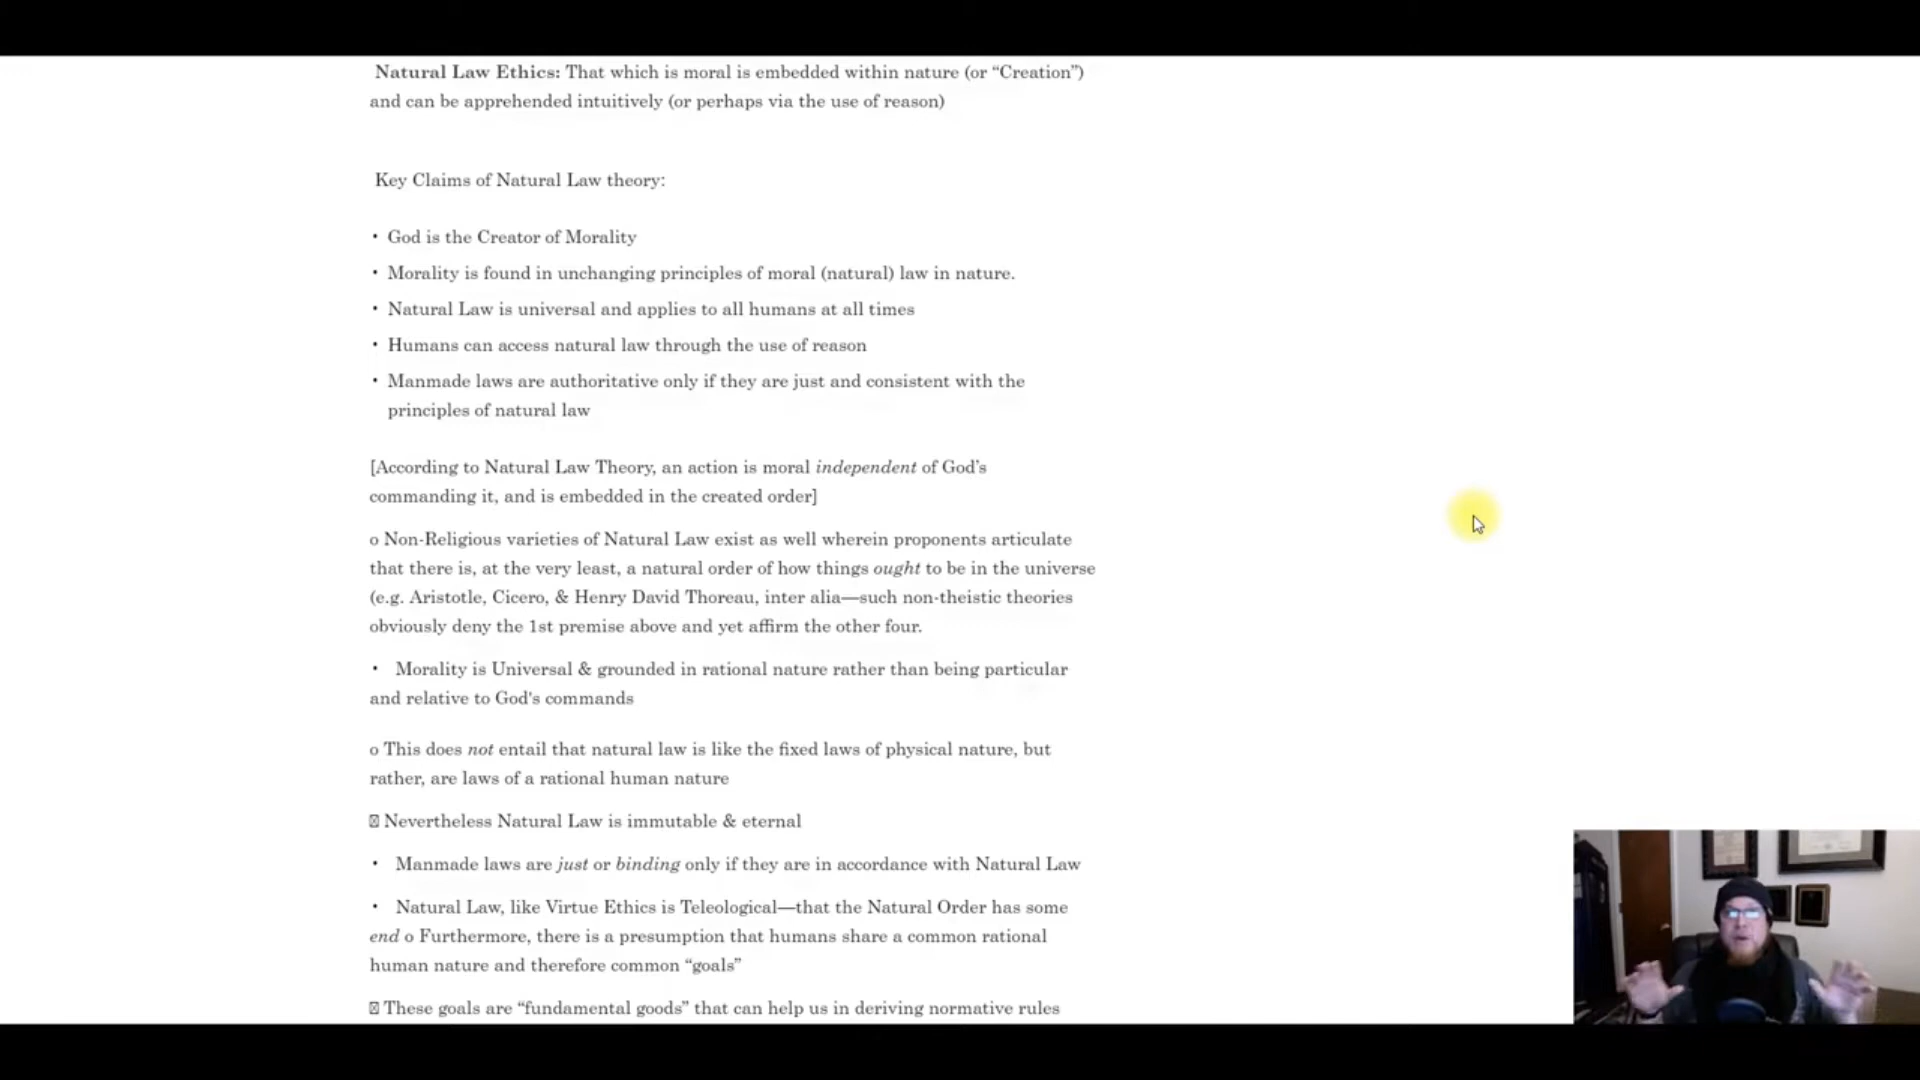 Natural Law Ethics: That which is moral is embedded within nature (or “Creation”)
and can be apprehended intuitively (or perhaps via the use of reason)
Key Claims of Natural Law theory:
• God is the Creator of Morality
• Morality is found in unchanging principles of moral (natural) law in nature.
• Natural Law is universal and applies to all humans at all times
• Humans can access natural law through the use of reason
• Manmade laws are authoritative only if they are just and consistent with the
principles of natural law
[According to Natural Law Theory, an action is moral independent of God’s
commanding it, and is embedded in the created order]
o Non-Religious varieties of Natural Law exist as well wherein proponents articulate
that there is, at the very least, a natural order of how things ought to be in the universe
(e.g. Aristotle, Cicero, & Henry David Thoreau, inter alia—such non-theistic theories
obviously deny the 1st premise above and yet affirm the other four.
• Morality is Universal & grounded in rational nature rather than being particular
and relative to God's commands
o This does not entail that natural law is like the fixed laws of physical nature, but
rather, are laws of a rational human nature
Nevertheless Natural Law is immutable & eternal
• Manmade laws are just or binding only if they are in accordance with Natural Law
• Natural Law, like Virtue Ethics is Teleological—that the Natural Order has some
end o Furthermore, there is a presumption that humans share a common rational
human nature and therefore common “goals”
These goals are “fundamental goods” that can help us in deriving normative rules